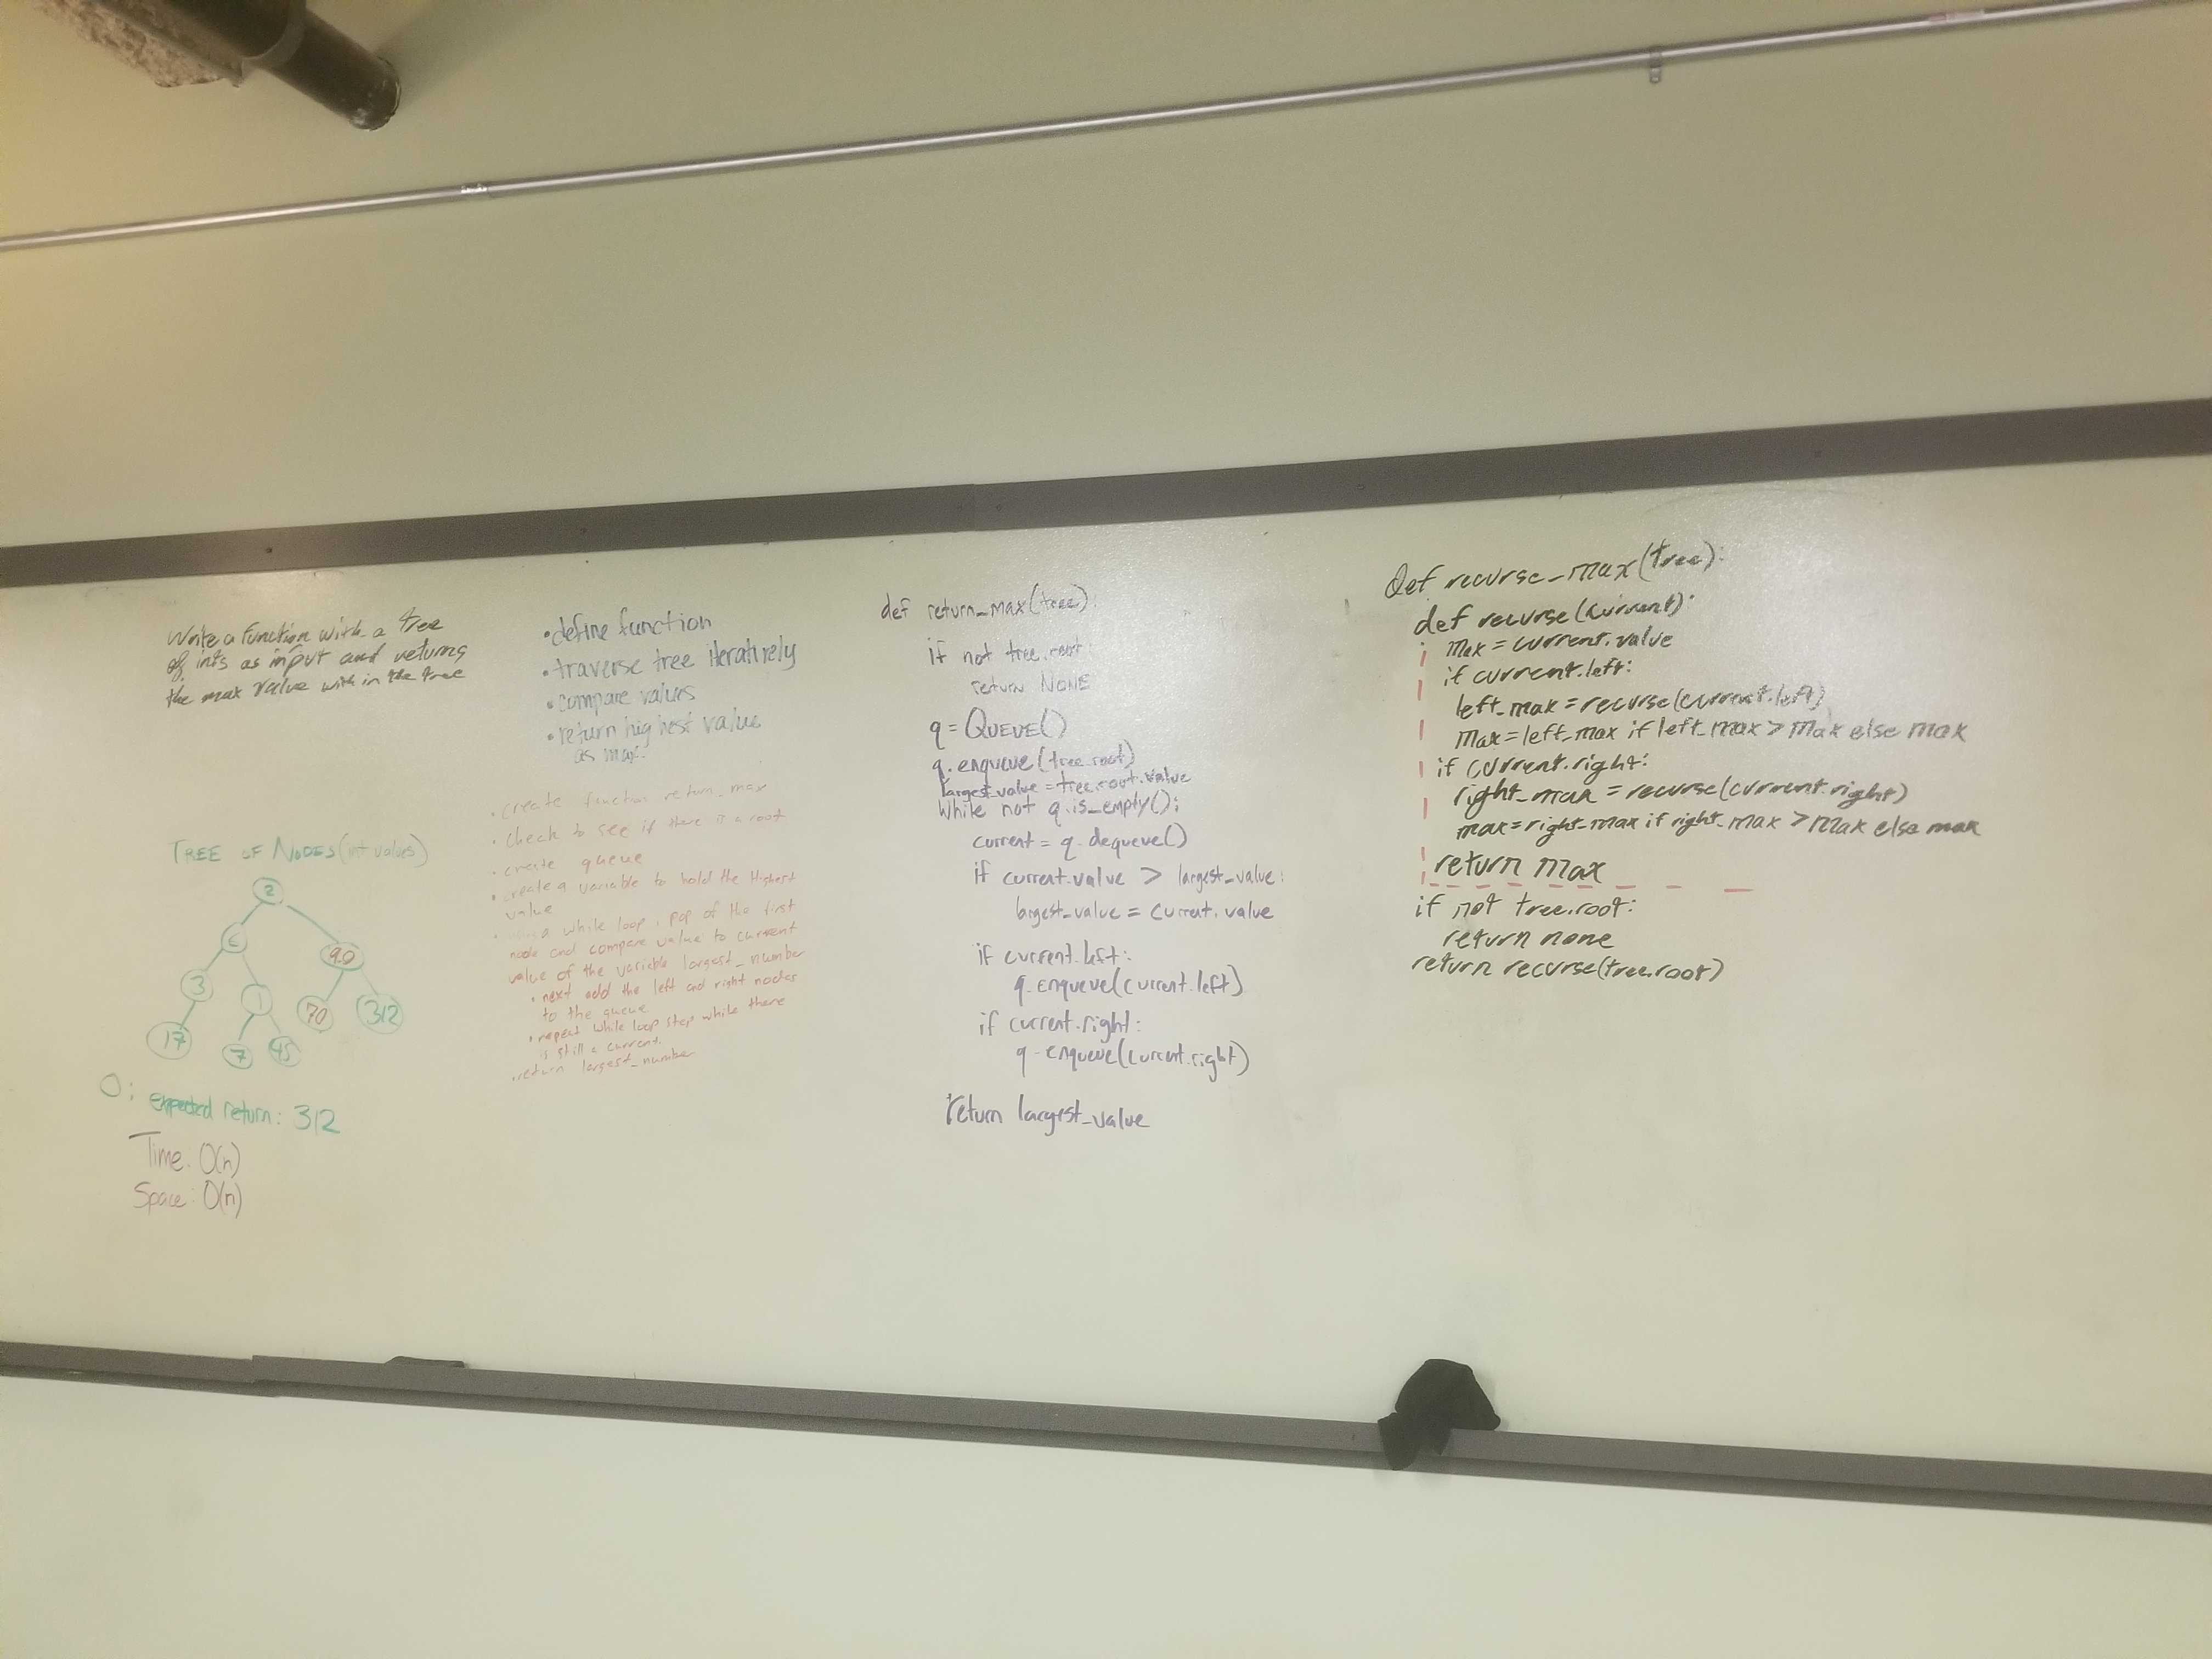 Write a function with a tree
of ints as input and returns
the max value with in the tree
TREE OF NODES (int values)
2
90
3
1
70
312
17
7
45
O: expected return: 312
Time: O(n)
Space: O(n)
• define function
• traverse tree iteratively
• compare values
• return highest value
as max.
• create function return_max
• check to see if there is a root
• create queue
• create a variable to hold the Highest
value
a while loop, pop of the first
node and compare value to current
value of the variable largest_number
• next add the left and right nodes
to the queue
• repeat while loop step while there
is still a current.
• return largest_number
def return_max(tree):
if not tree.root:
return NONE
q = QUEUE()
q.enqueue(tree.root)
largest_value = tree.root.value
While not q.is_empty():
current = q.dequeue()
if current.value > largest_value:
largest_value = current.value
if current.left:
q.enqueue(current.left)
if current.right:
q.enqueue(current.right)
return largest_value
Def recurse_max(tree):
def recurse(current):
max = current.value
if current.left:
left_max = recurse(current.left)
max = left_max if left_max > max else max
if current.right:
right_max = recurse(current.right)
max = right_max if right_max > max else max
return max
if not tree.root:
return none
return recurse(tree.root)